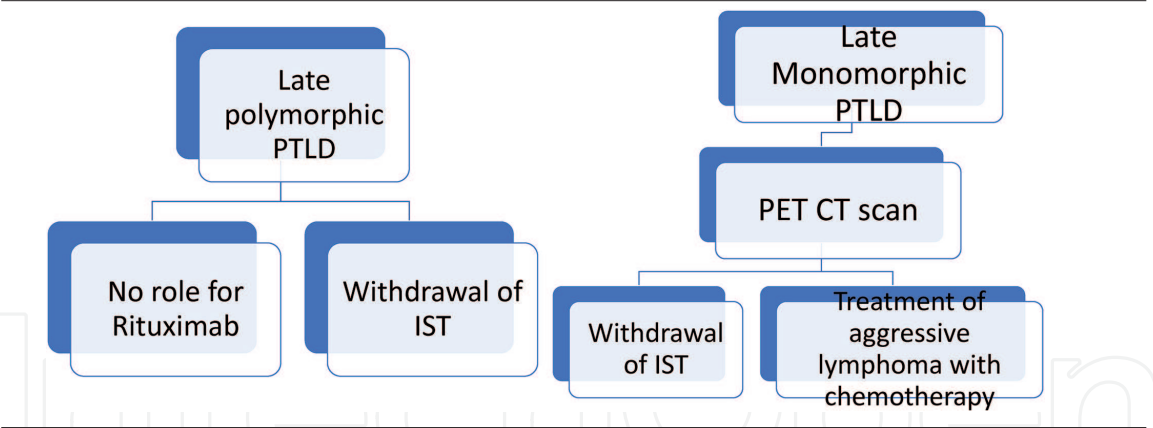 Late
polymorphic
PTLD
No role for
Rituximab
Withdrawal of
IST
Late
Monomorphic
PTLD
PET CT scan
Withdrawal
of IST
Treatment of
aggressive
lymphoma with
chemotherapy